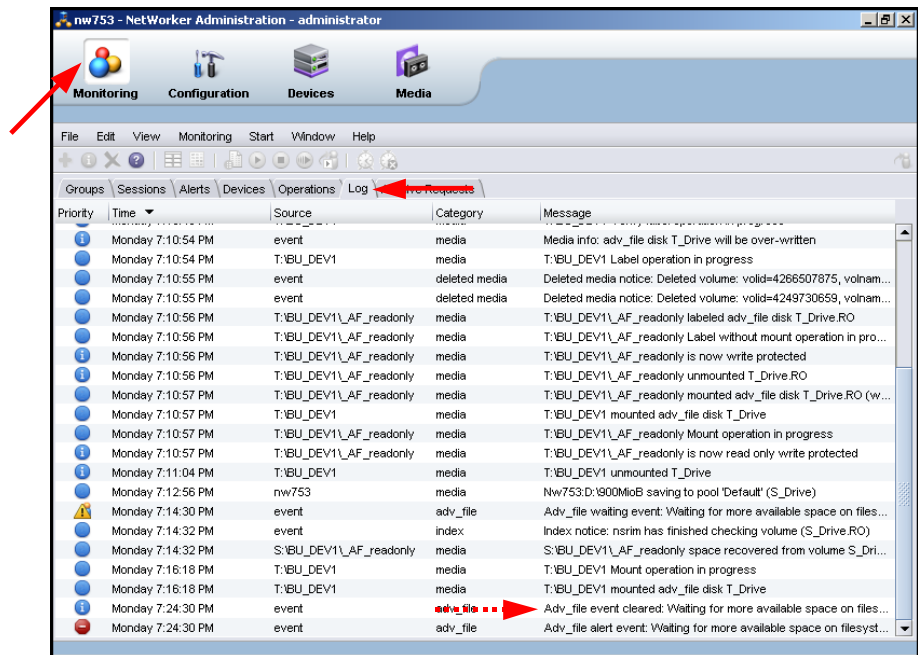 nw753 - NetWorker Administration - administrator
Monitoring Configuration Devices Media
File Edit View Monitoring Start Window Help
Groups Sessions Alerts Devices Operations Log Requests
Priority Time Source Category Message
Monday 7:10:54 PM event media Media info: adv_file disk T_Drive will be over-written
Monday 7:10:54 PM T:\BU_DEV1 media T:\BU_DEV1 Label operation in progress
Monday 7:10:55 PM event deleted media Deleted media notice: Deleted volume: volid=4266507875, volnam...
Monday 7:10:55 PM event deleted media Deleted media notice: Deleted volume: volid=4249730659, volnam...
Monday 7:10:56 PM T:\BU_DEV1\_AF_readonly media T:\BU_DEV1\_AF_readonly labeled adv_file disk T_Drive.RO
Monday 7:10:56 PM T:\BU_DEV1\_AF_readonly media T:\BU_DEV1\_AF_readonly Label without mount operation in pro...
Monday 7:10:56 PM T:\BU_DEV1\_AF_readonly media T:\BU_DEV1\_AF_readonly is now write protected
Monday 7:10:56 PM T:\BU_DEV1\_AF_readonly media T:\BU_DEV1\_AF_readonly unmounted T_Drive.RO
Monday 7:10:57 PM T:\BU_DEV1\_AF_readonly media T:\BU_DEV1\_AF_readonly mounted adv_file disk T_Drive.RO (w...
Monday 7:10:57 PM T:\BU_DEV1 media T:\BU_DEV1 mounted adv_file disk T_Drive
Monday 7:10:57 PM T:\BU_DEV1\_AF_readonly media T:\BU_DEV1\_AF_readonly Mount operation in progress
Monday 7:10:57 PM T:\BU_DEV1\_AF_readonly media T:\BU_DEV1\_AF_readonly is now read only write protected
Monday 7:11:04 PM T:\BU_DEV1 media T:\BU_DEV1 unmounted T_Drive
Monday 7:12:56 PM nw753 media Nw753:D:\900MioB saving to pool 'Default' (S_Drive)
Monday 7:14:30 PM event adv_file Adv_file waiting event: Waiting for more available space on files...
Monday 7:14:32 PM event index Index notice: nsrim has finished checking volume (S_Drive.RO)
Monday 7:14:32 PM S:\BU_DEV1\_AF_readonly media S:\BU_DEV1\_AF_readonly space recovered from volume S_Dri...
Monday 7:16:18 PM T:\BU_DEV1 media T:\BU_DEV1 Mount operation in progress
Monday 7:16:18 PM T:\BU_DEV1 media T:\BU_DEV1 mounted adv_file disk T_Drive
Monday 7:24:30 PM event adv_file Adv_file event cleared: Waiting for more available space on files...
Monday 7:24:30 PM event adv_file Adv_file alert event: Waiting for more available space on filesyst...